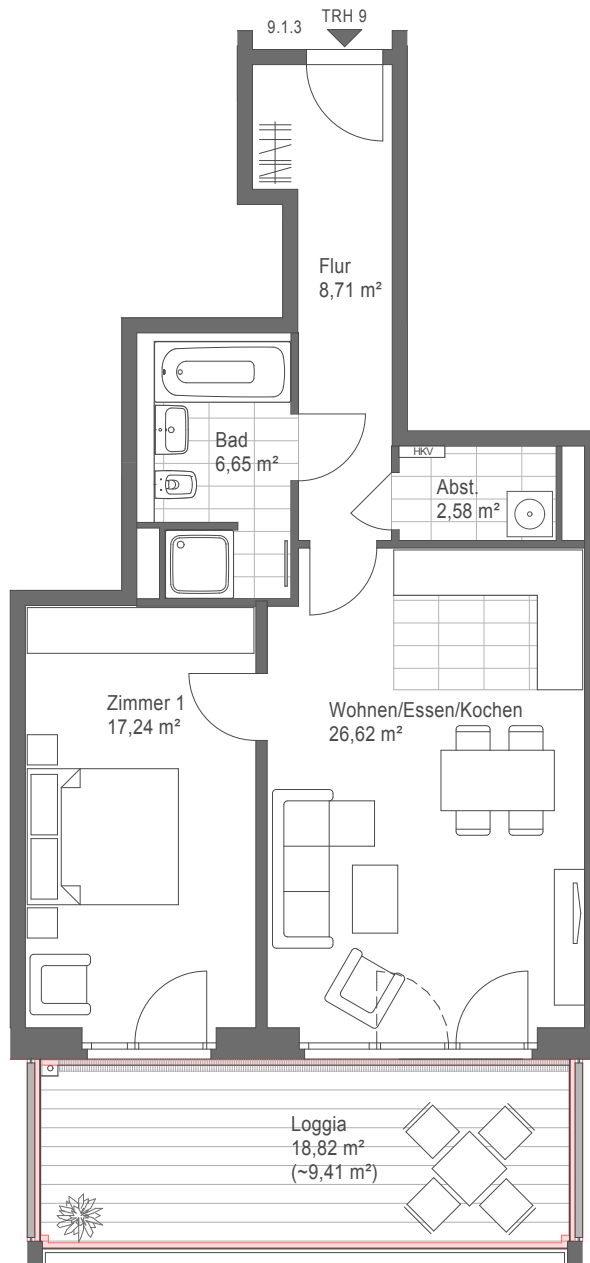 TRH 9
9.1.3
Flur
8,71 m²
Bad
6,65 m²
HKV
Abst.
2,58 m²
Zimmer 1
17,24 m²
Wohnen/Essen/Kochen
26,62 m²
Loggia
18,82 m²
(~9,41 m²)